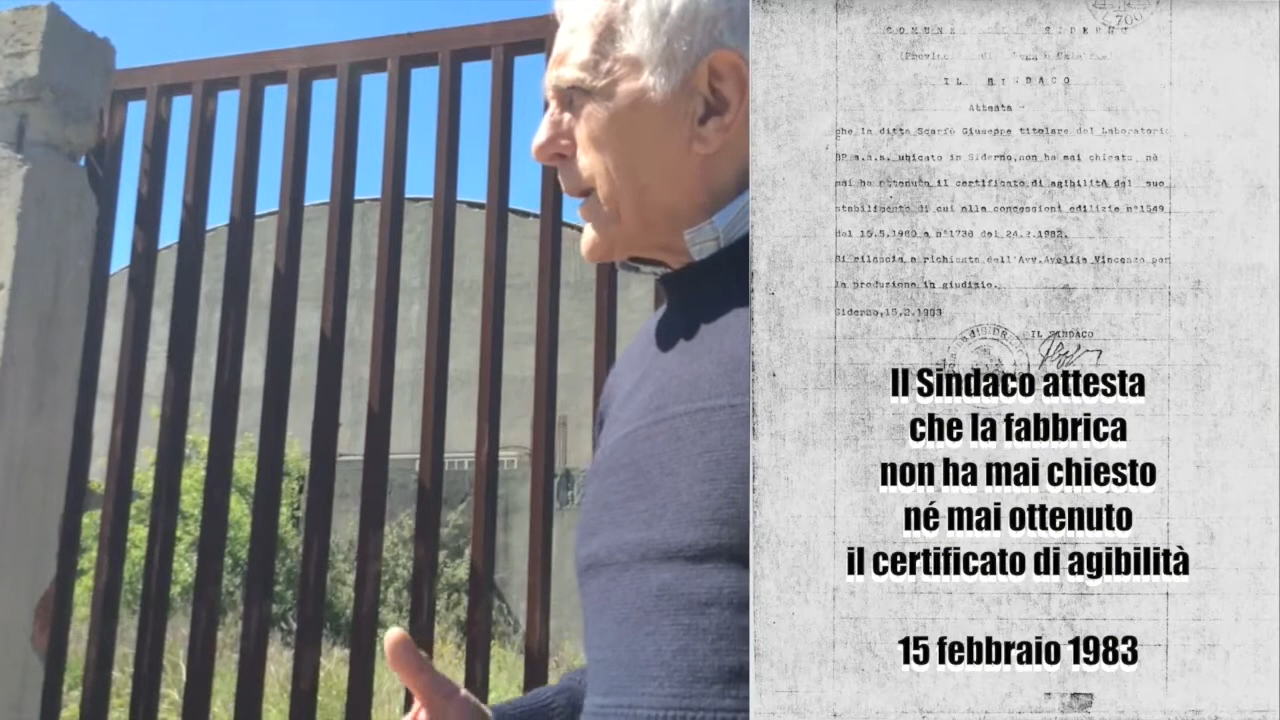 700
COMUNE DI SIDERNO
IL SINDACO
Attesta -
che la ditta Scarfò Giuseppe titolare del Laboratorio
BP s.a.s. ubicato in Siderno,non ha mai chiesto, nè
mai ha ottenuto il certificato di agibilità del suo
stabilimento di cui alle concessioni edilizie n°1549
del 15.5.1980 e n°1738 del 24.2.1982.
Si rilascia a richiesta dell'Avv.Avellis Vincenzo per
la produzione in giudizio.
Siderno,15.2.1983
IL SINDACO
Il Sindaco attesta
che la fabbrica
non ha mai chiesto
né mai ottenuto
il certificato di agibilità
15 febbraio 1983